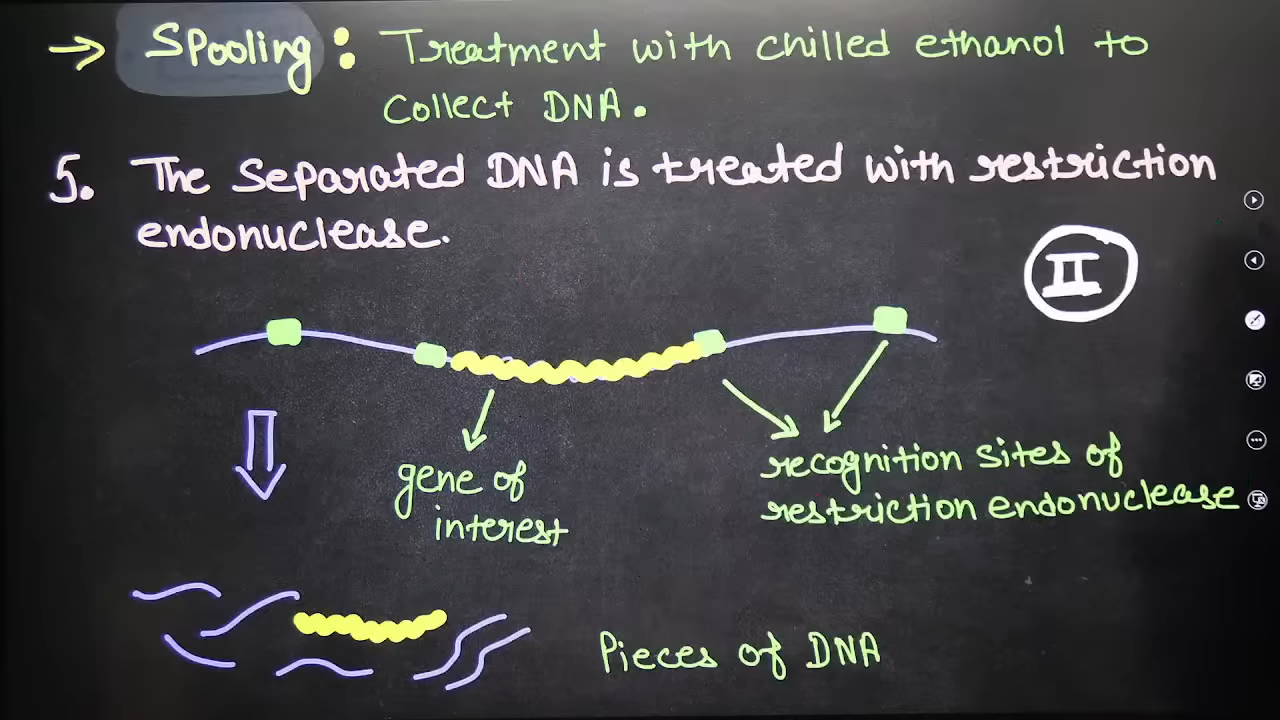 → Spooling: Treatment with chilled ethanol to
collect DNA.
5. The separated DNA is treated with restriction
endonuclease.
II
gene of
interest
recognition sites of
restriction endonuclease
Pieces of DNA